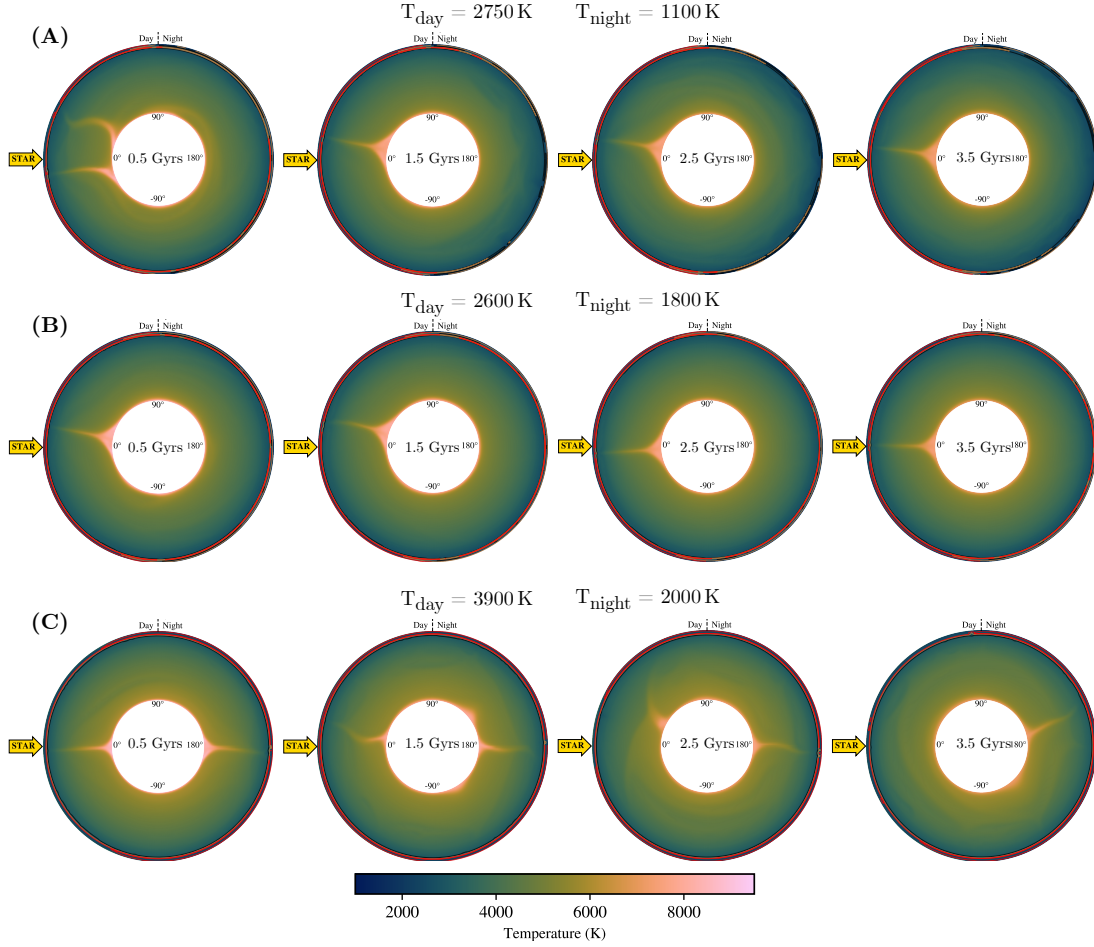 T_day = 2750 K T_night = 1100 K
(A)
Day Night Day Night Day Night Day Night
90° 90° 90° 90°
STAR 0° 0.5 Gyrs 180° STAR 0° 1.5 Gyrs 180° STAR 0° 2.5 Gyrs 180° STAR 0° 3.5 Gyrs 180°
-90° -90° -90° -90°
T_day = 2600 K T_night = 1800 K
(B)
Day Night Day Night Day Night Day Night
90° 90° 90° 90°
STAR 0° 0.5 Gyrs 180° STAR 0° 1.5 Gyrs 180° STAR 0° 2.5 Gyrs 180° STAR 0° 3.5 Gyrs 180°
-90° -90° -90° -90°
T_day = 3900 K T_night = 2000 K
(C)
Day Night Day Night Day Night Day Night
90° 90° 90° 90°
STAR 0° 0.5 Gyrs 180° STAR 0° 1.5 Gyrs 180° STAR 0° 2.5 Gyrs 180° STAR 0° 3.5 Gyrs 180°
-90° -90° -90° -90°
2000 4000 6000 8000
Temperature (K)